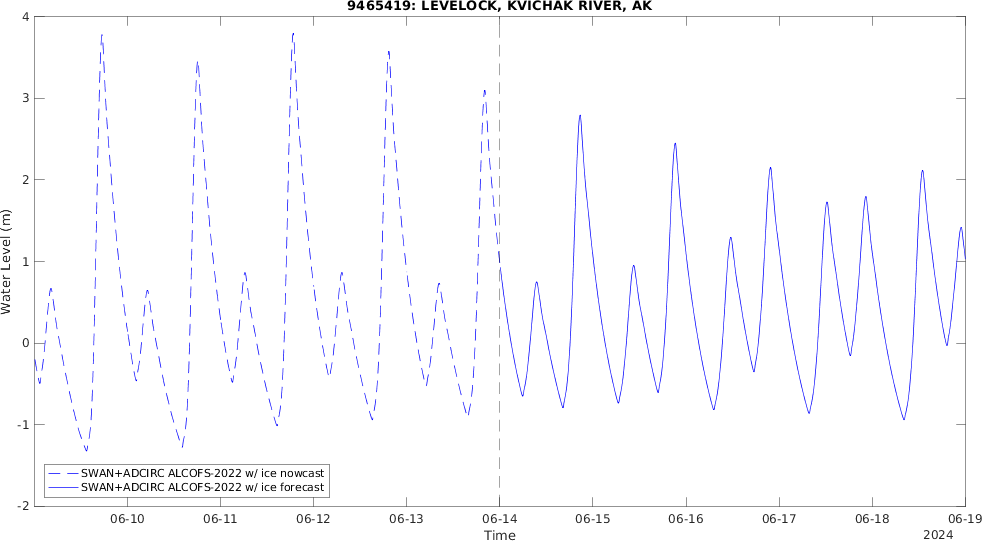 9465419: LEVELOCK, KVICHAK RIVER, AK
4
3
2
1
0
-1
-2
Water Level (m)
SWAN+ADCIRC ALCOFS-2022 w/ ice nowcast
SWAN+ADCIRC ALCOFS-2022 w/ ice forecast
06-10 06-11 06-12 06-13 06-14 06-15 06-16 06-17 06-18 06-19
Time
2024